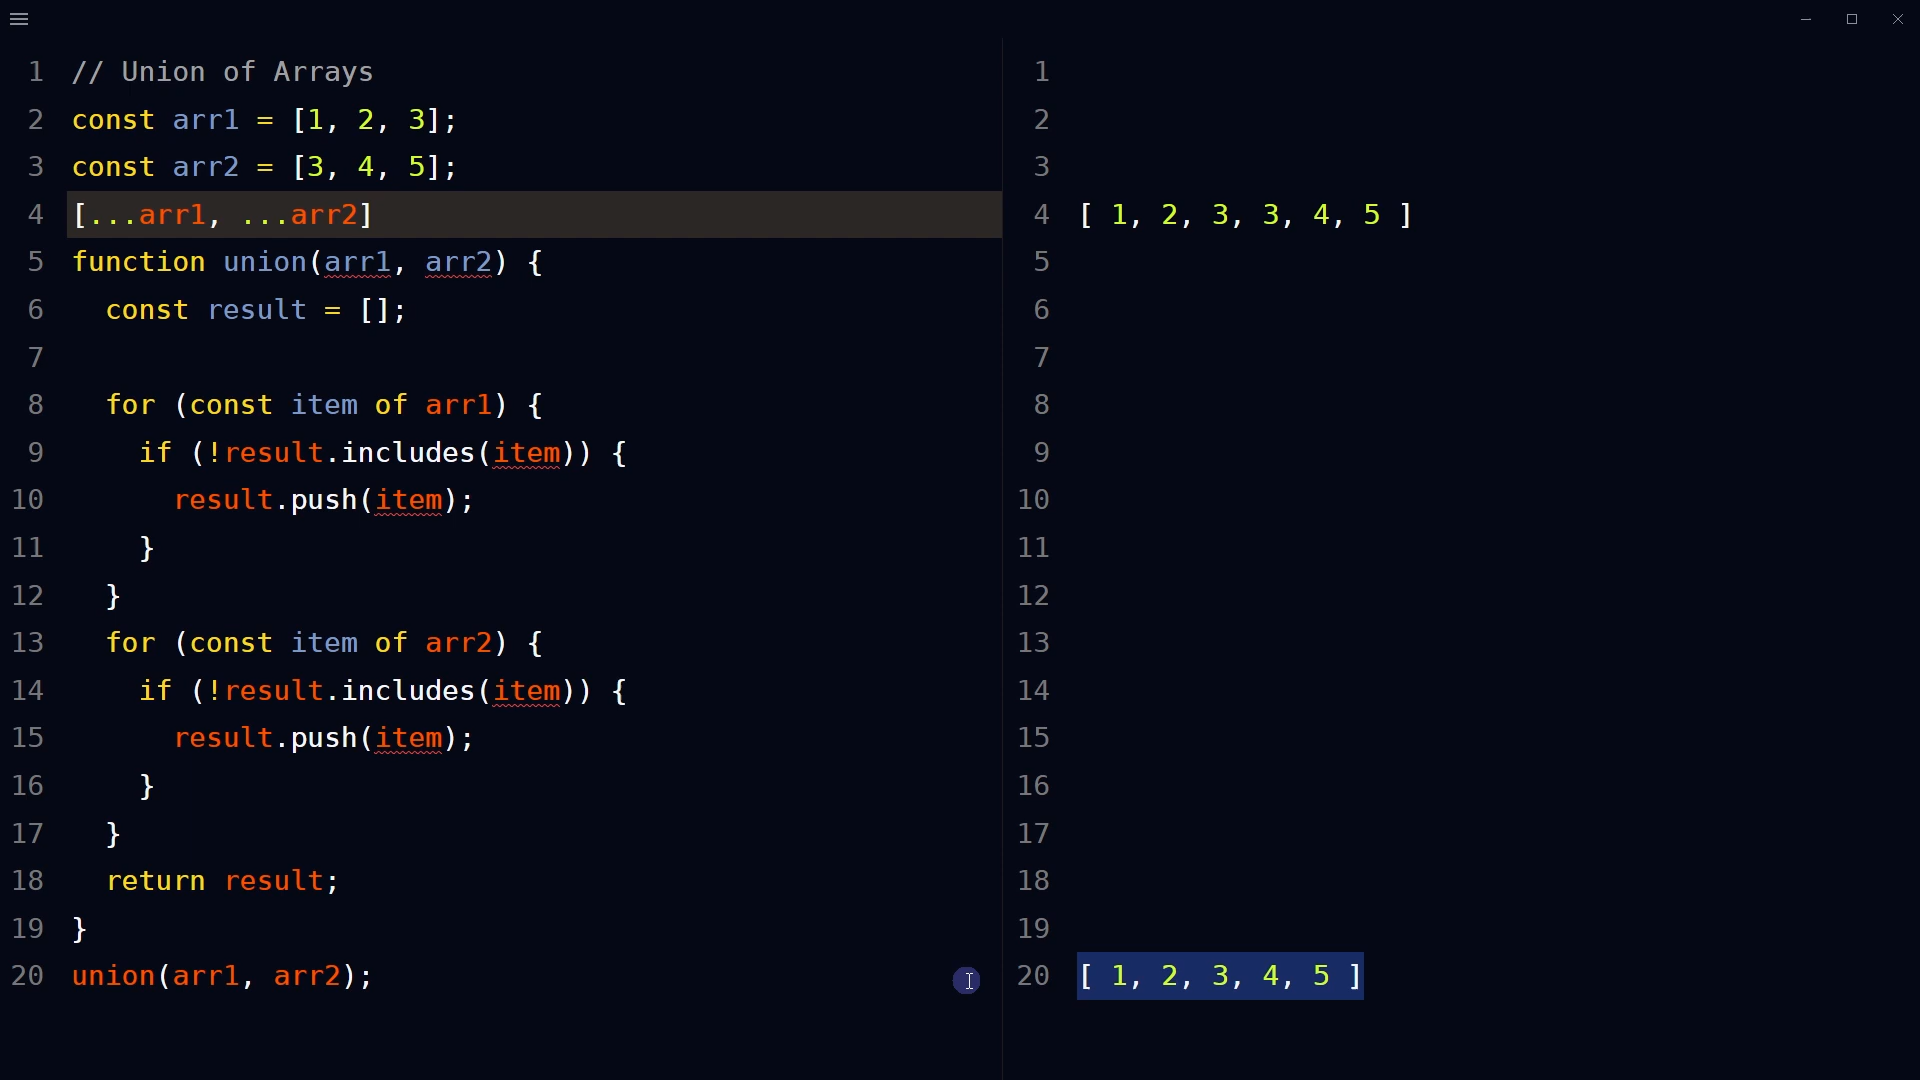 1 // Union of Arrays
2 const arr1 = [1, 2, 3];
3 const arr2 = [3, 4, 5];
4 [...arr1, ...arr2]
5 function union(arr1, arr2) {
6   const result = [];
7
8   for (const item of arr1) {
9     if (!result.includes(item)) {
10       result.push(item);
11     }
12   }
13   for (const item of arr2) {
14     if (!result.includes(item)) {
15       result.push(item);
16     }
17   }
18   return result;
19 }
20 union(arr1, arr2);
1
2
3
4 [ 1, 2, 3, 3, 4, 5 ]
5
6
7
8
9
10
11
12
13
14
15
16
17
18
19
20 [ 1, 2, 3, 4, 5 ]